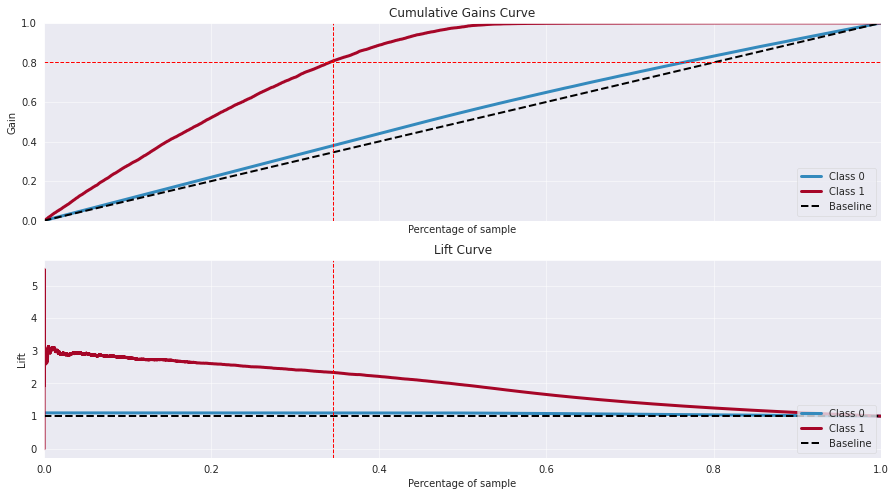 Cumulative Gains Curve
1.0
0.8
0.6
0.4
0.2
0.0
Gain
Class 0
Class 1
Baseline
Percentage of sample
Lift Curve
5
4
3
2
1
0
Lift
Class 0
Class 1
Baseline
0.0 0.2 0.4 0.6 0.8 1.0
Percentage of sample